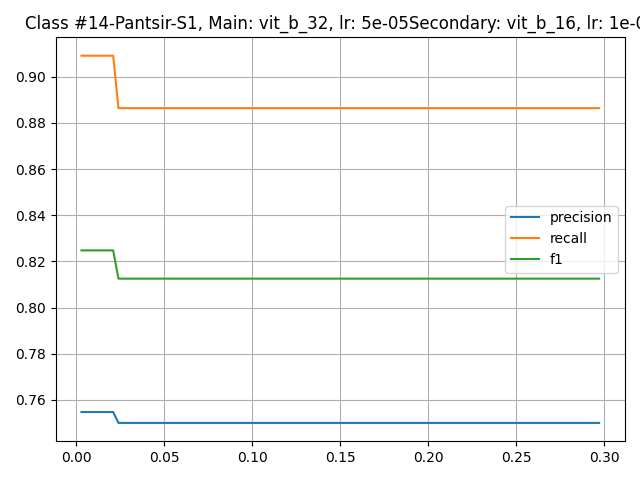 Class #14-Pantsir-S1, Main: vit_b_32, lr: 5e-05Secondary: vit_b_16, lr: 1e-0
0.90
0.88
0.86
0.84
0.82
0.80
0.78
0.76
precision
recall
f1
0.00 0.05 0.10 0.15 0.20 0.25 0.30